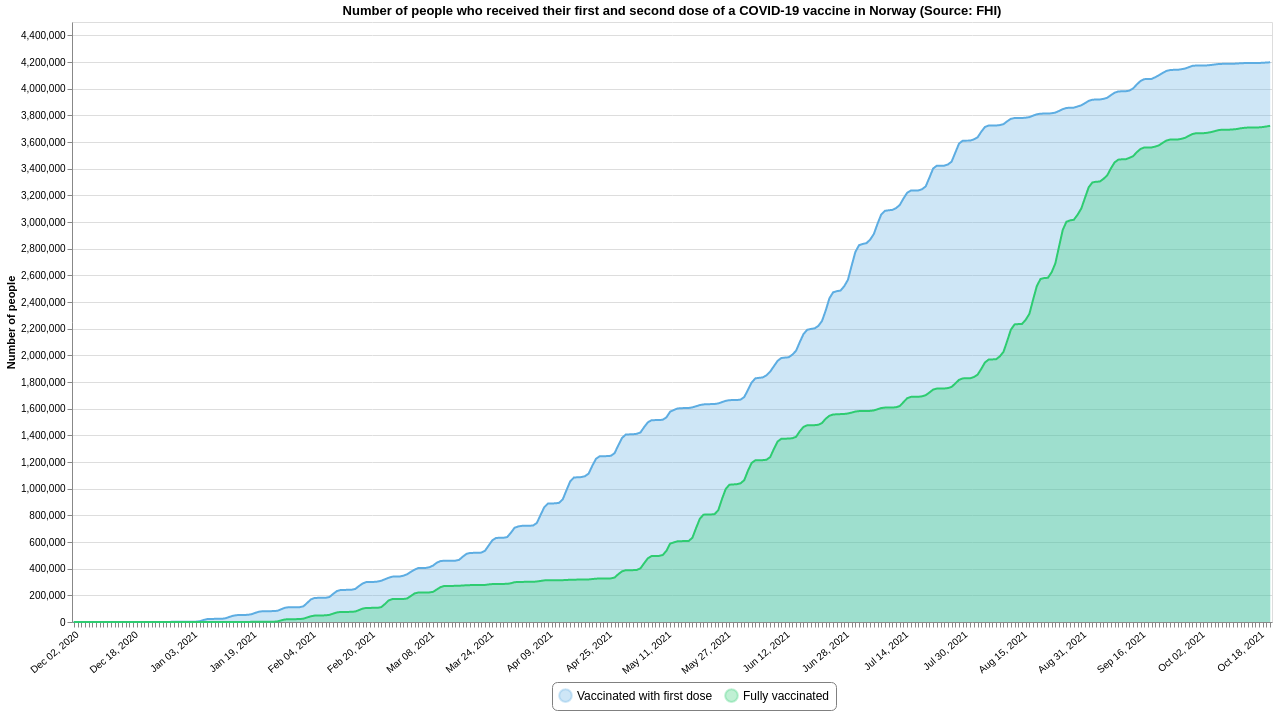 Number of people who received their first and second dose of a COVID-19 vaccine in Norway (Source: FHI)
Number of people
4,400,000
4,200,000
4,000,000
3,800,000
3,600,000
3,400,000
3,200,000
3,000,000
2,800,000
2,600,000
2,400,000
2,200,000
2,000,000
1,800,000
1,600,000
1,400,000
1,200,000
1,000,000
800,000
600,000
400,000
200,000
0
Dec 02, 2020
Dec 18, 2020
Jan 03, 2021
Jan 19, 2021
Feb 04, 2021
Feb 20, 2021
Mar 08, 2021
Mar 24, 2021
Apr 09, 2021
Apr 25, 2021
May 11, 2021
May 27, 2021
Jun 12, 2021
Jun 28, 2021
Jul 14, 2021
Jul 30, 2021
Aug 15, 2021
Aug 31, 2021
Sep 16, 2021
Oct 02, 2021
Oct 18, 2021
Vaccinated with first dose
Fully vaccinated